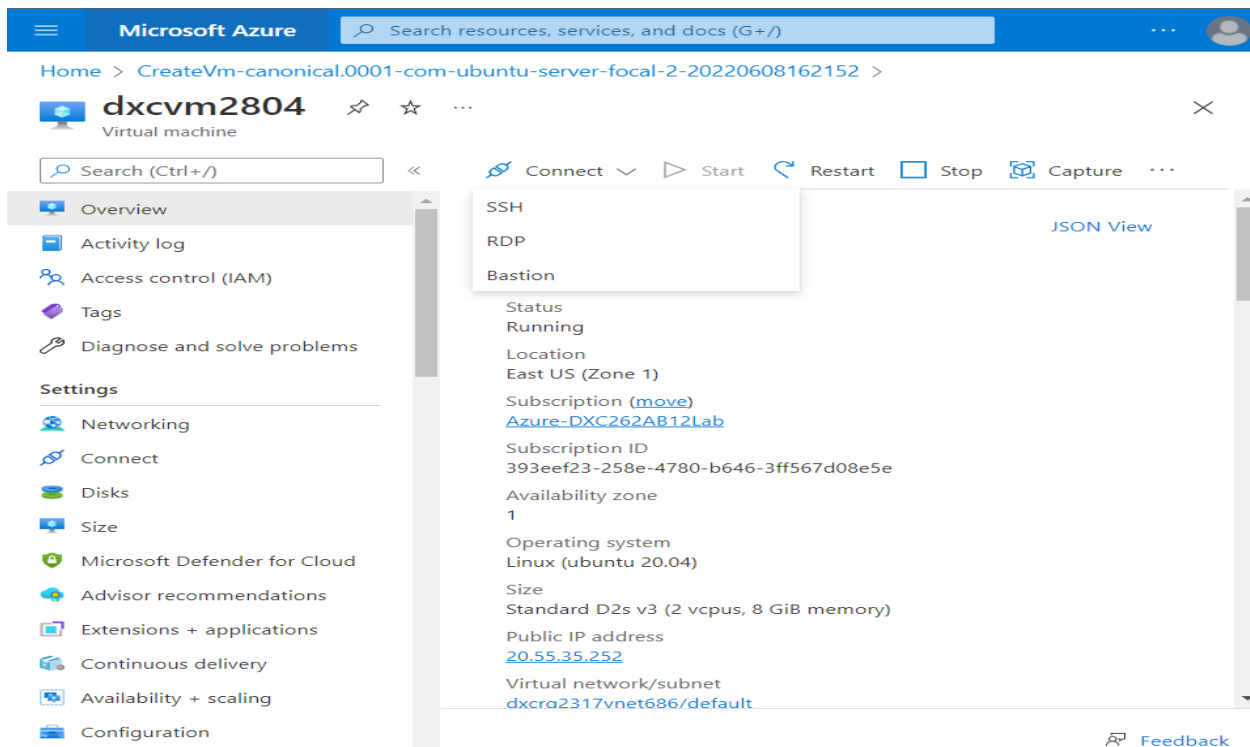 Microsoft Azure
Search resources, services, and docs (G+/)
...
Home > CreateVm-canonical.0001-com-ubuntu-server-focal-2-20220608162152 >
dxcvm2804
...
Virtual machine
Search (Ctrl+/)
«
Connect
Start
Restart
Stop
Capture
...
Overview
Activity log
Access control (IAM)
Tags
Diagnose and solve problems
Settings
Networking
Connect
Disks
Size
Microsoft Defender for Cloud
Advisor recommendations
Extensions + applications
Continuous delivery
Availability + scaling
Configuration
SSH
RDP
Bastion
JSON View
Status
Running
Location
East US (Zone 1)
Subscription (move)
Azure-DXC262AB12Lab
Subscription ID
393eef23-258e-4780-b646-3ff567d08e5e
Availability zone
1
Operating system
Linux (ubuntu 20.04)
Size
Standard D2s v3 (2 vcpus, 8 GiB memory)
Public IP address
20.55.35.252
Virtual network/subnet
dxcrg2317vnet686/default
Feedback